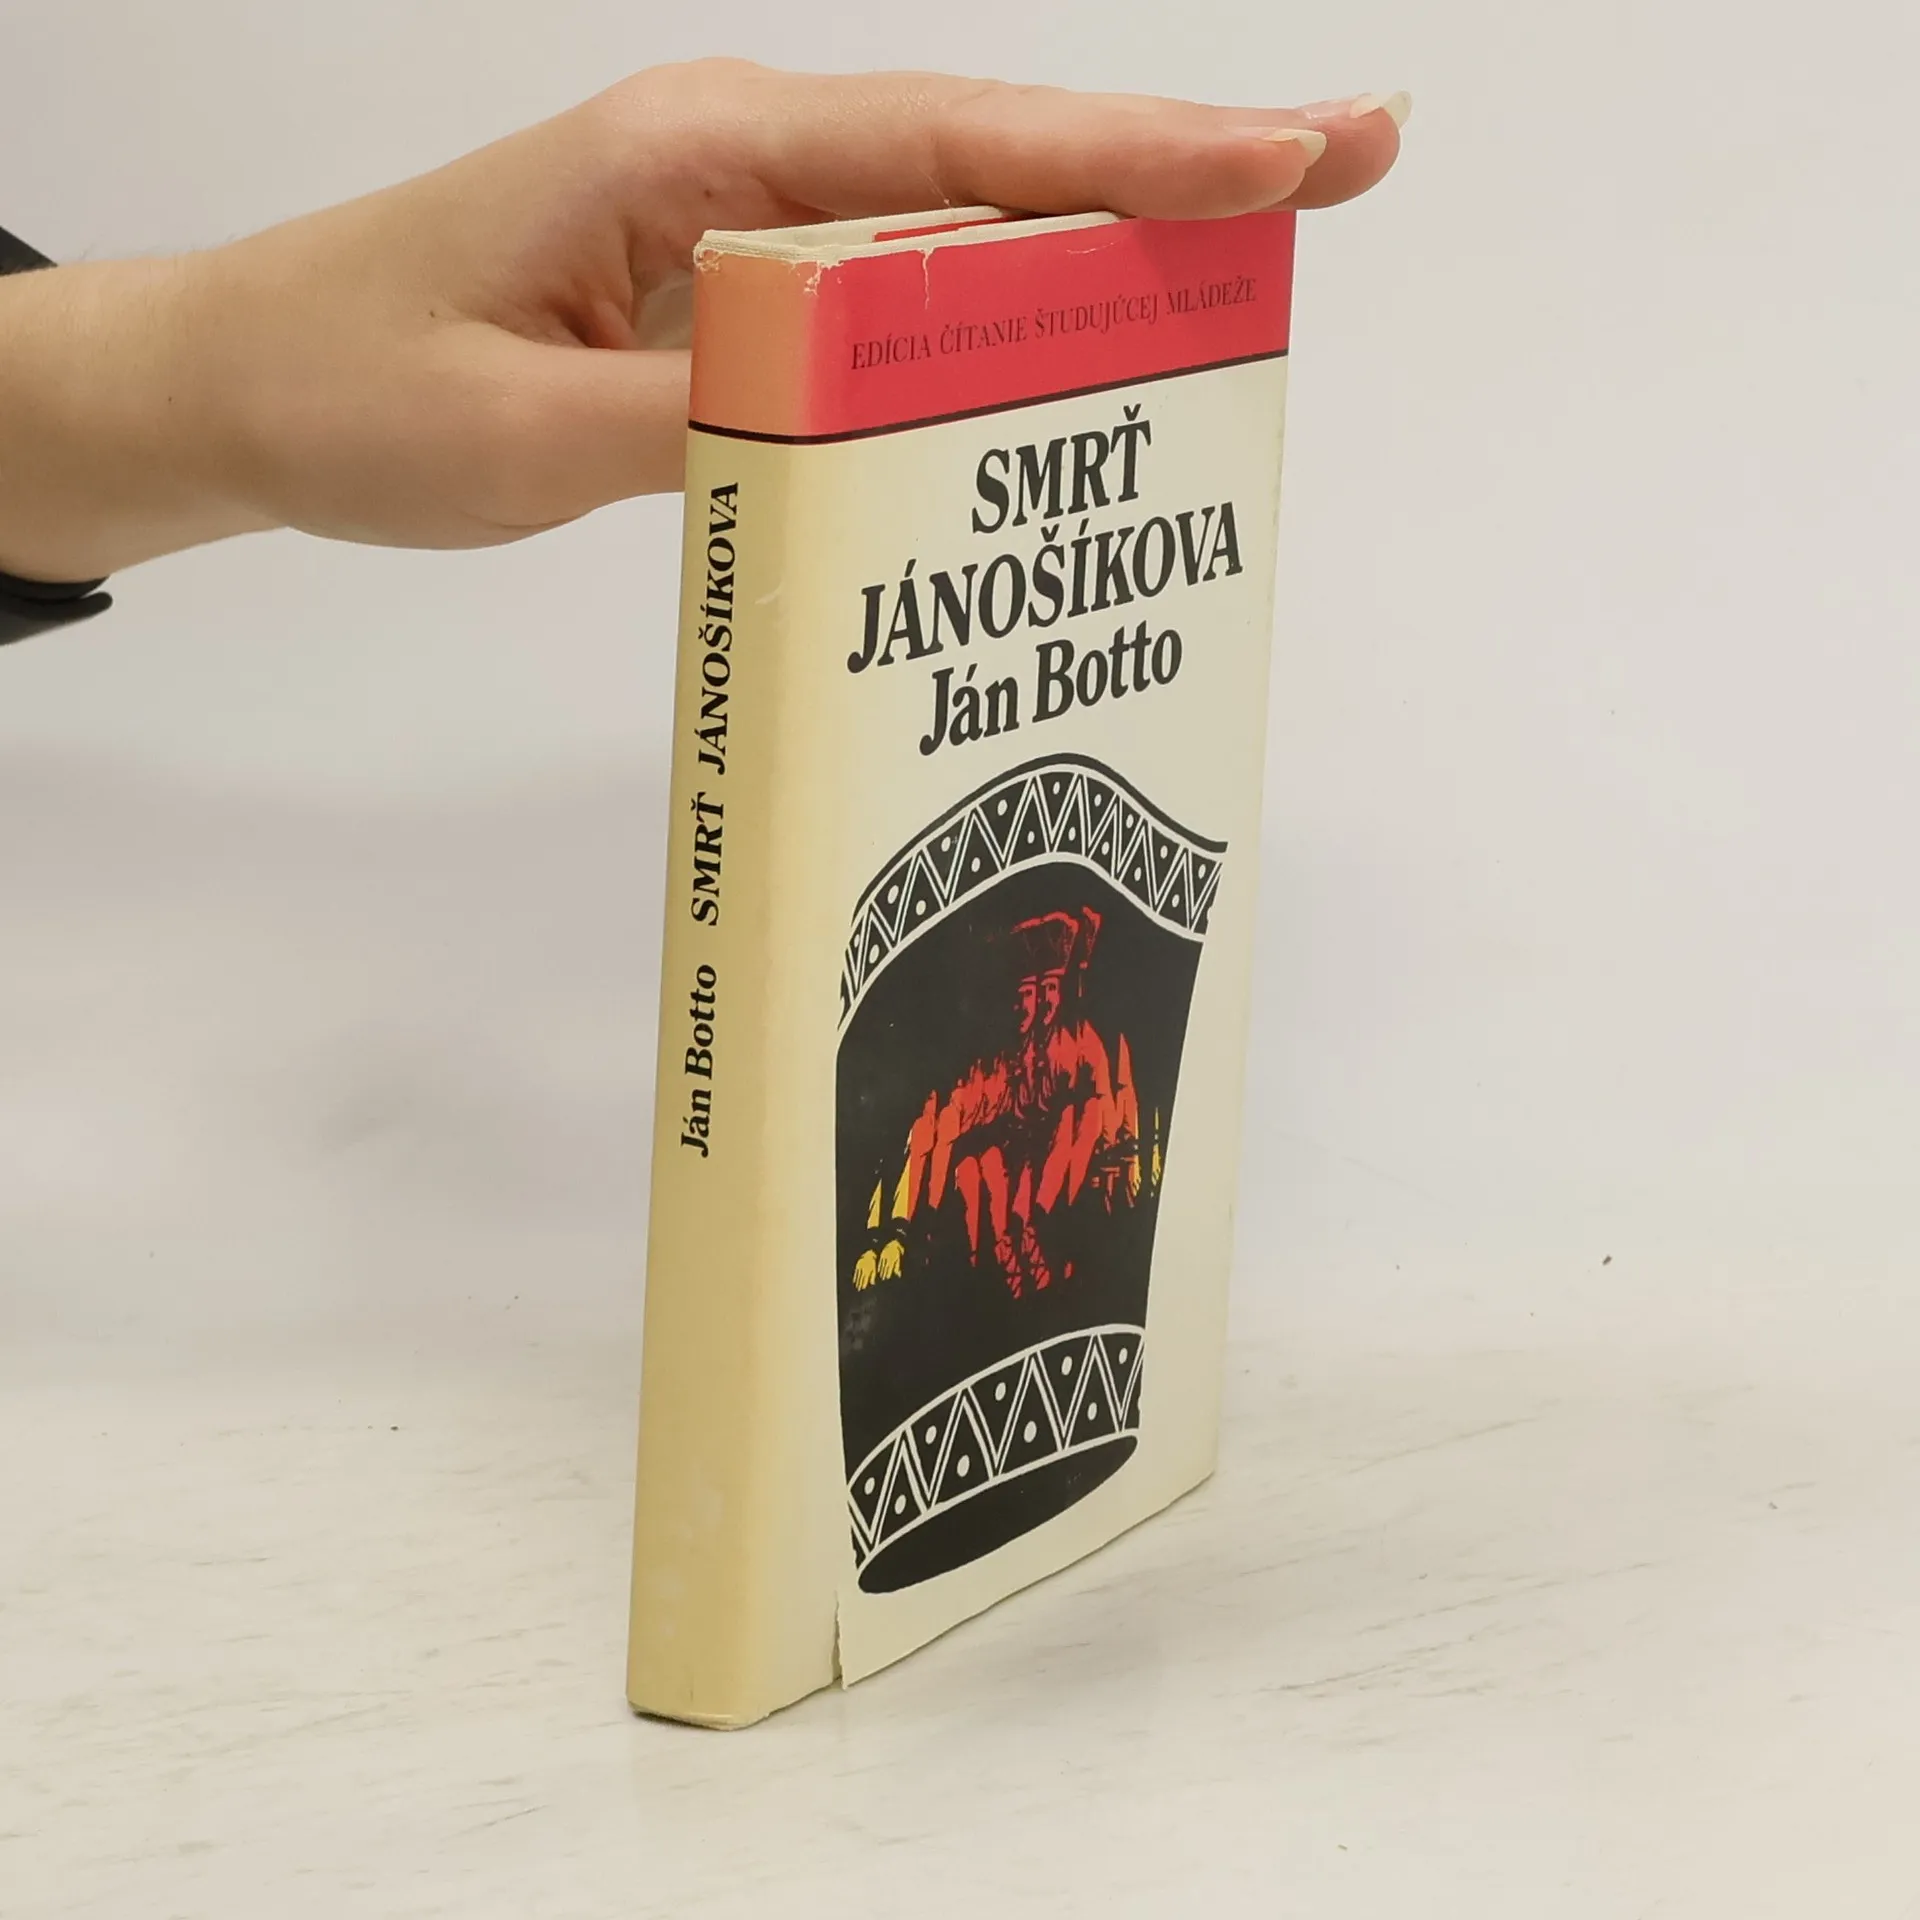 EDÍCIA ČÍTANIE ŠTUDUJÚCEJ MLÁDEŽE
SMRŤ
JÁNOŠÍKOVA
Ján Botto
Ján Botto SMRŤ JÁNOŠÍKOVA